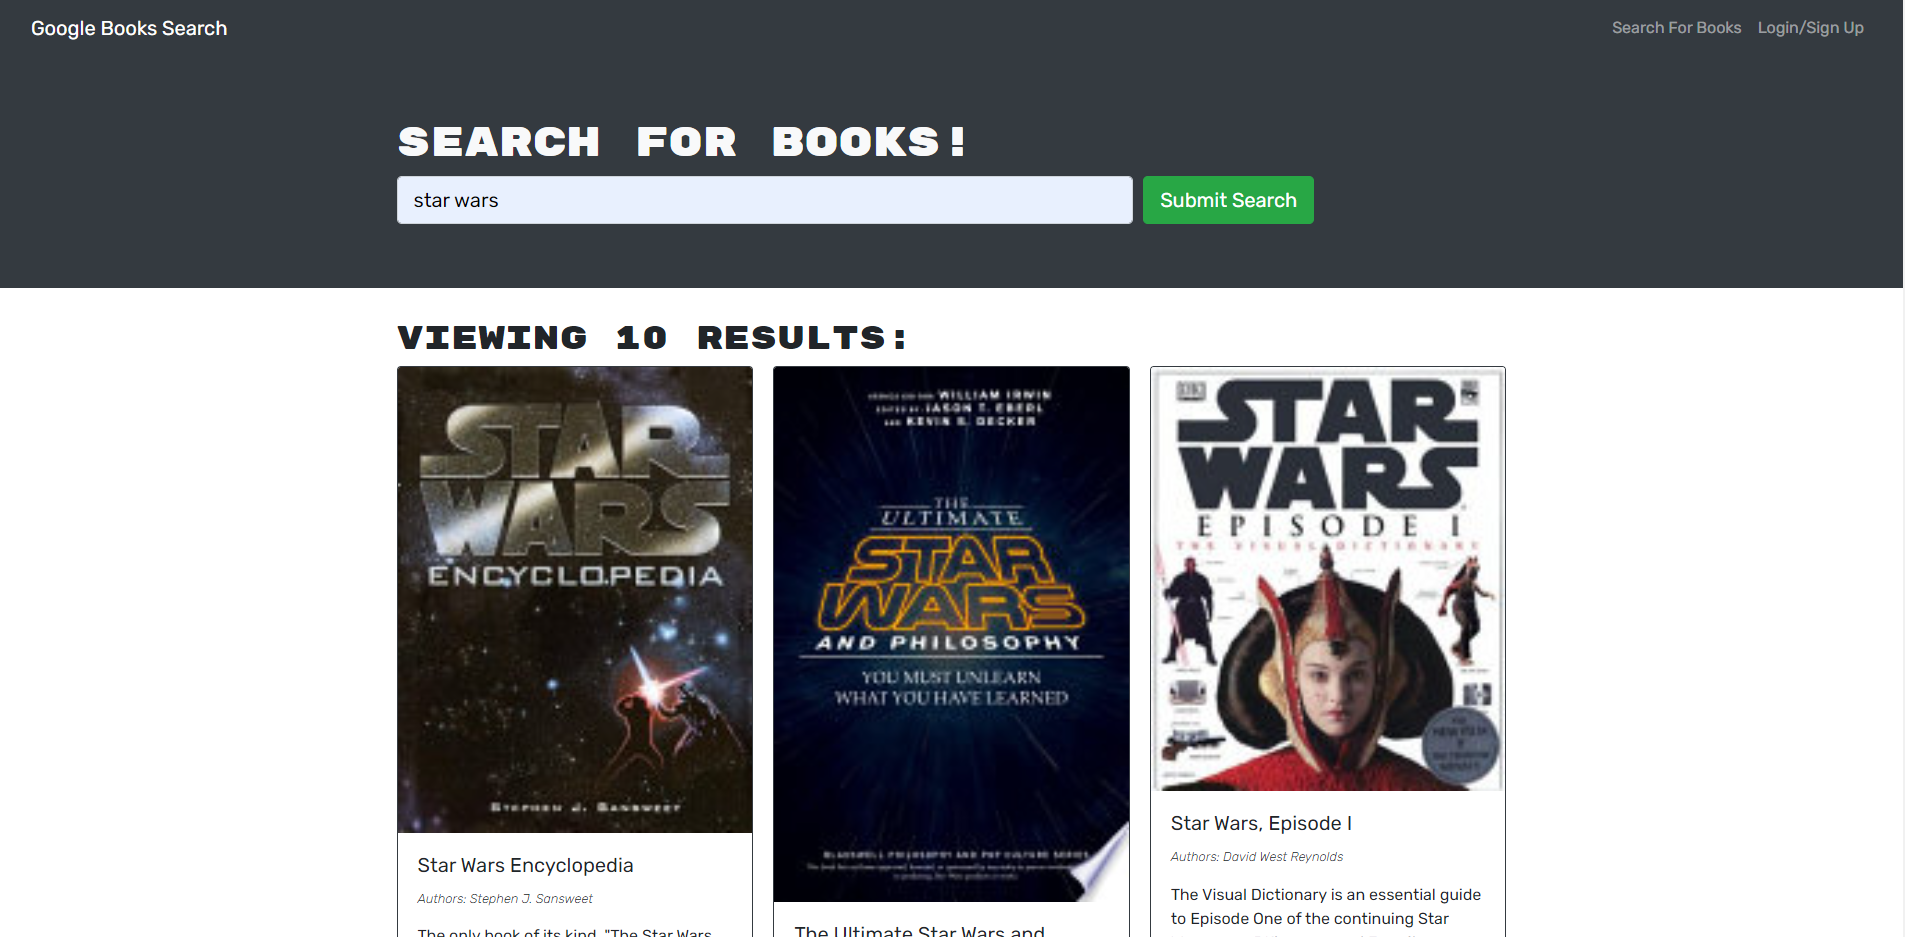 Google Books Search
Search For Books
Login/Sign Up
SEARCH FOR BOOKS!
star wars
Submit Search
VIEWING 10 RESULTS:
STAR
WARS
ENCYCLOPEDIA
STEPHEN J. SANSWEET
Star Wars Encyclopedia
Authors: Stephen J. Sansweet
The only book of its kind, "The Star Wars
WILLIAM IRWIN
EDITED BY JASON T. EBERL
AND KEVIN S. DECKER
THE
ULTIMATE
STAR
WARS
AND PHILOSOPHY
YOU MUST UNLEARN
WHAT YOU HAVE LEARNED
BLACKWELL PHILOSOPHY AND POP CULTURE SERIES
The Ultimate Star Wars and
STAR
WARS
EPISODE I
THE VISUAL DICTIONARY
Star Wars, Episode I
Authors: David West Reynolds
The Visual Dictionary is an essential guide
to Episode One of the continuing Star